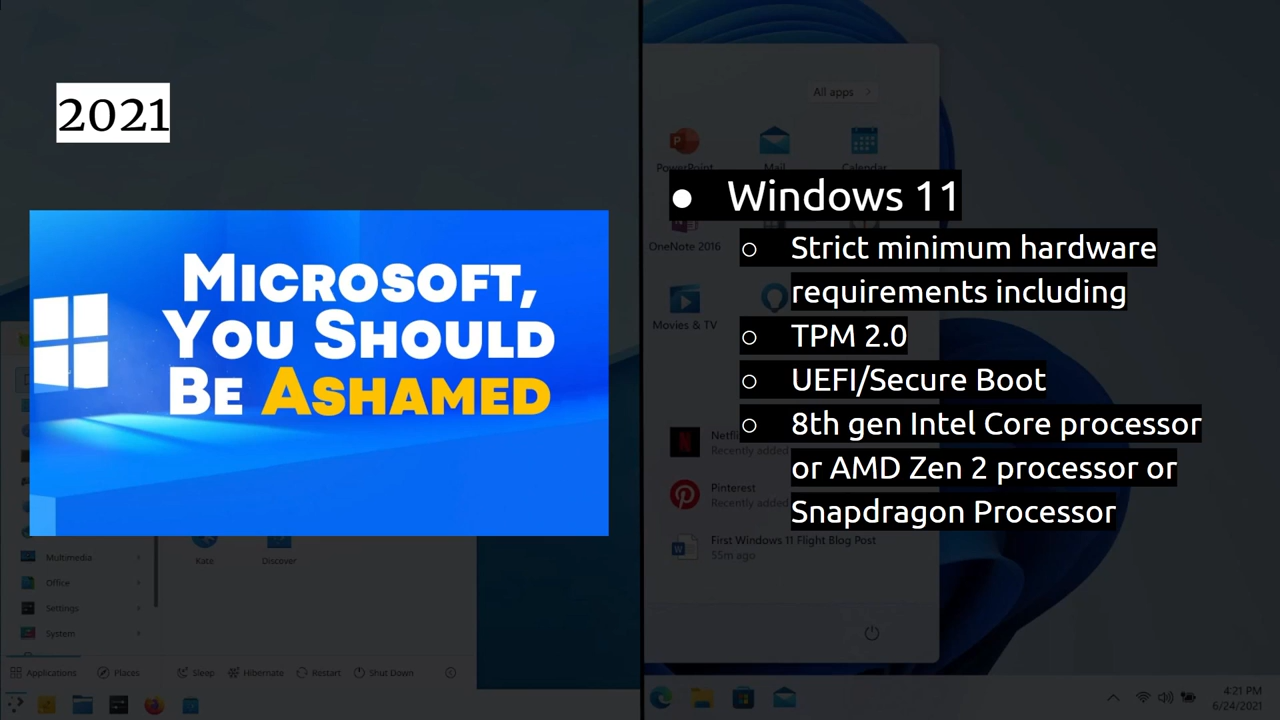 2021
MICROSOFT,
YOU SHOULD
BE ASHAMED
Multimedia
Office
Settings
System
Kate
Discover
Applications
Places
Sleep
Hibernate
Restart
Shut Down
All apps
PowerPaint
Mail
Calendar
● Windows 11
○ Strict minimum hardware
requirements including
○ TPM 2.0
○ UEFI/Secure Boot
○ 8th gen Intel Core processor
or AMD Zen 2 processor or
Snapdragon Processor
OneNote 2016
Movies & TV
Recently added
Pinterest
Recently added
First Windows 11 Flight Blog Post
55m ago
4:21 PM
6/24/2021